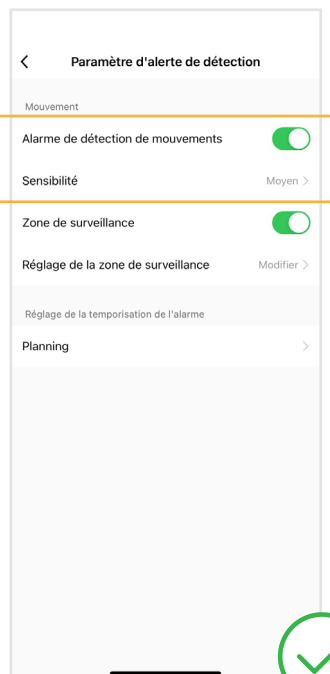 Paramètre d'alerte de détection
Mouvement
Alarme de détection de mouvements
Sensibilité Moyen >
Zone de surveillance
Réglage de la zone de surveillance Modifier >
Réglage de la temporisation de l'alarme
Planning >